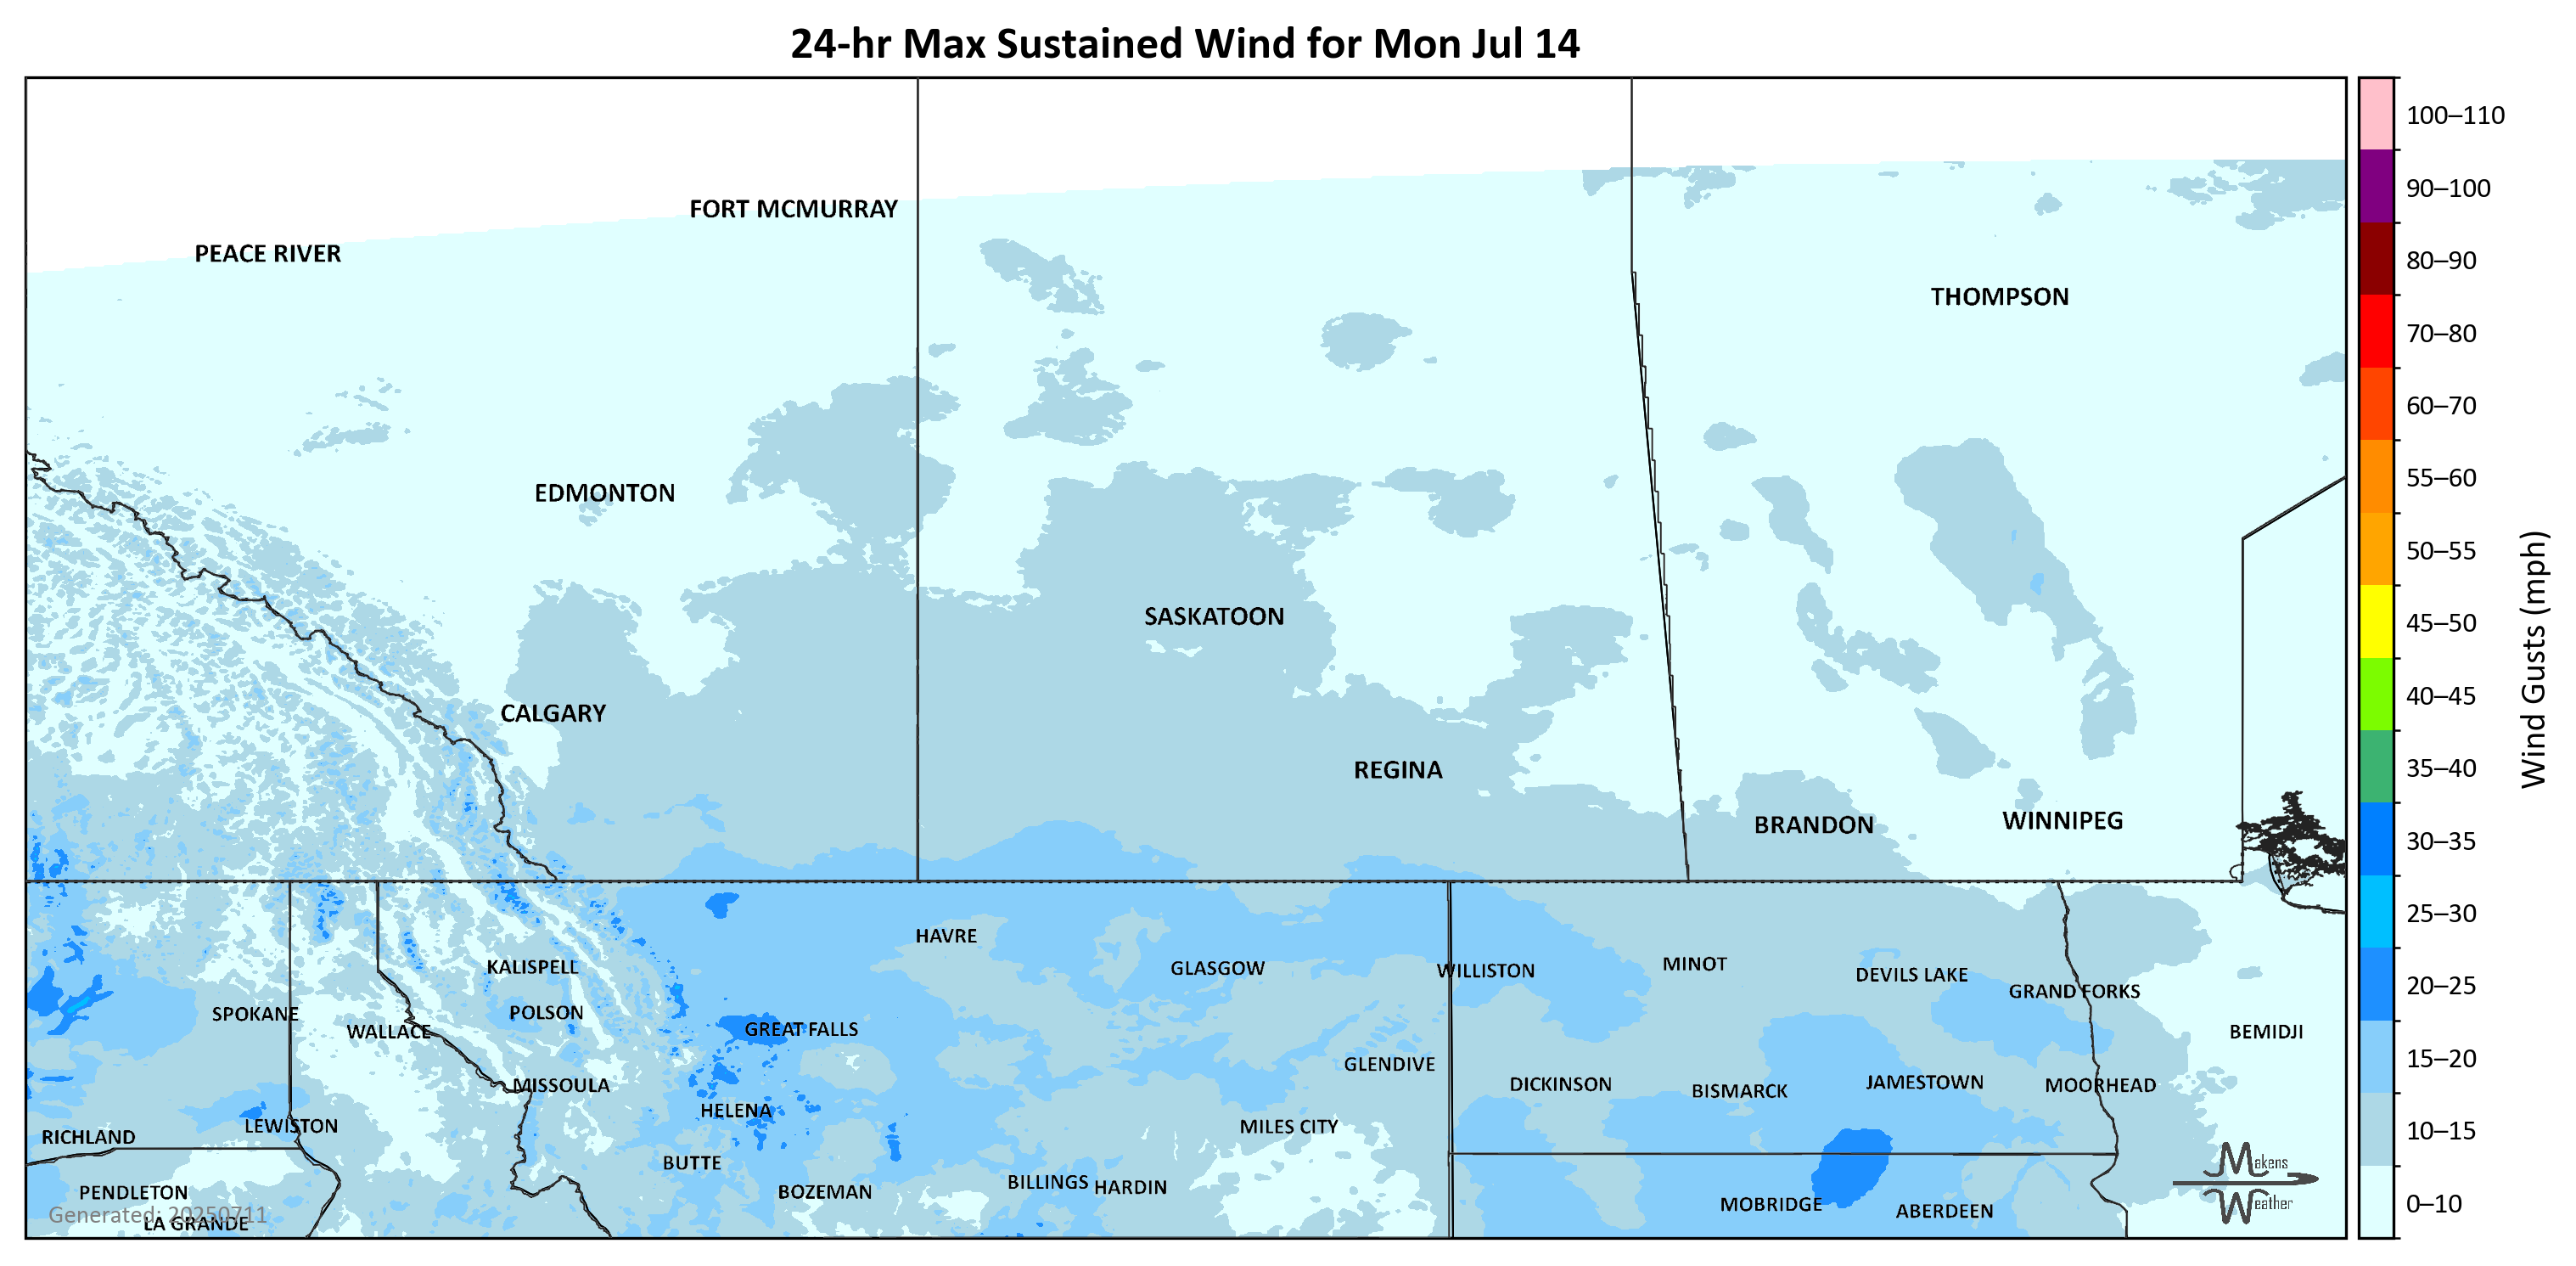 24-hr Max Sustained Wind for Mon Jul 14
FORT MCMURRAY
PEACE RIVER
THOMPSON
EDMONTON
SASKATOON
CALGARY
REGINA
BRANDON
WINNIPEG
HAVRE
KALISPELL
GLASGOW
WILLISTON
MINOT
DEVILS LAKE
GRAND FORKS
SPOKANE
POLSON
WALLACE
GREAT FALLS
BEMIDJI
GLENDIVE
MISSOULA
DICKINSON
BISMARCK
JAMESTOWN
MOORHEAD
HELENA
LEWISTON
MILES CITY
RICHLAND
BUTTE
PENDLETON
BOZEMAN
BILLINGS
HARDIN
MOBRIDGE
ABERDEEN
LA GRANDE
Generated: 20250711
Makens
Weather
100–110
90–100
80–90
70–80
60–70
55–60
50–55
45–50
40–45
35–40
30–35
25–30
20–25
15–20
10–15
0–10
Wind Gusts (mph)